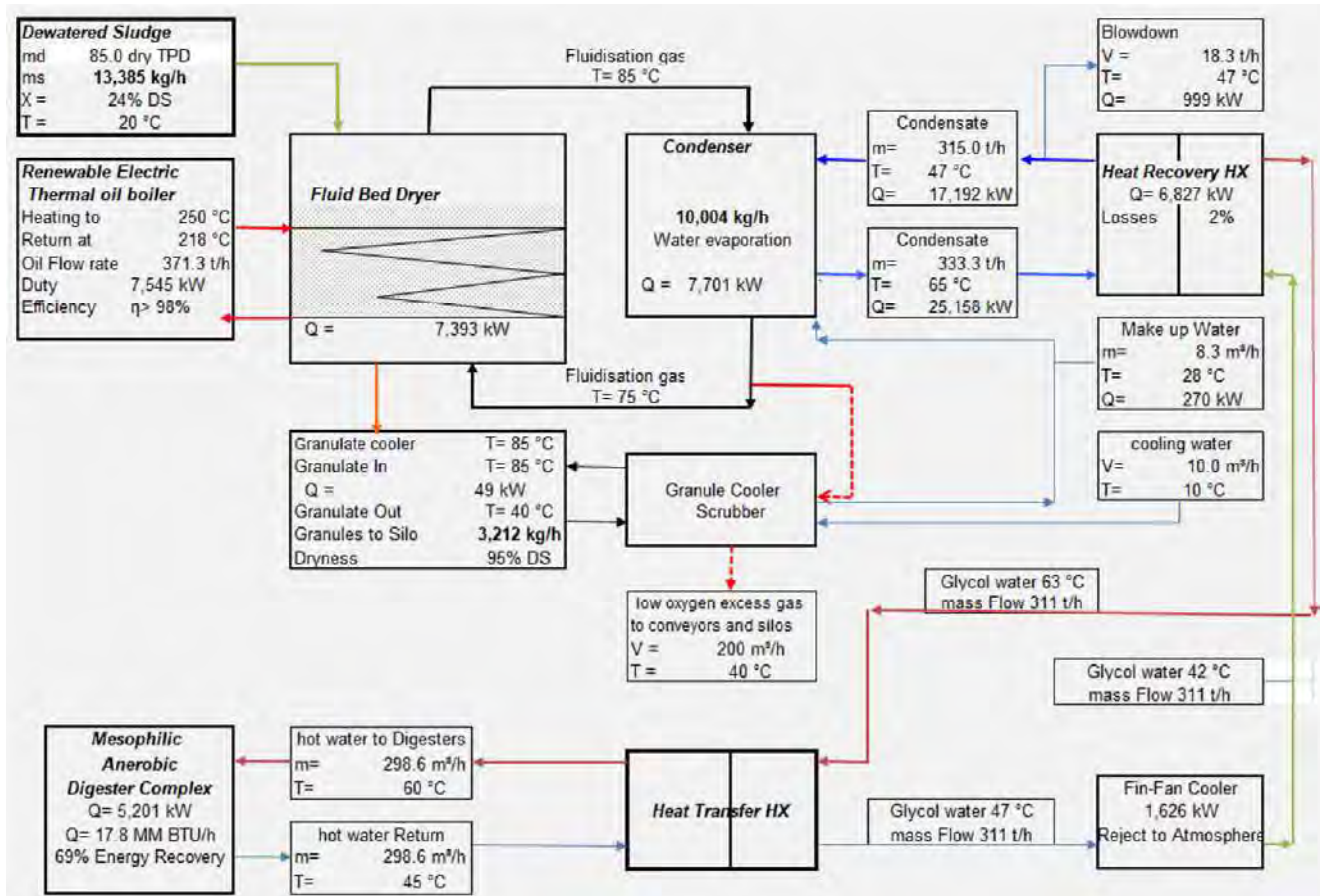 Dewatered Sludge
md 85.0 dry TPD
ms 13,385 kg/h
X = 24% DS
T = 20 °C
Renewable Electric
Thermal oil boiler
Heating to 250 °C
Return at 218 °C
Oil Flow rate 371.3 t/h
Duty 7,545 kW
Efficiency η> 98%
Fluidisation gas
T= 85 °C
Fluid Bed Dryer
Q = 7,393 kW
Condenser
10,004 kg/h
Water evaporation
Q = 7,701 kW
Fluidisation gas
T= 75 °C
Condensate
m= 315.0 t/h
T= 47 °C
Q= 17,192 kW
Condensate
m= 333.3 t/h
T= 65 °C
Q= 25,158 kW
Blowdown
V = 18.3 t/h
T= 47 °C
Q= 999 kW
Heat Recovery HX
Q= 6,827 kW
Losses 2%
Make up Water
m= 8.3 m³/h
T= 28 °C
Q= 270 kW
cooling water
V= 10.0 m³/h
T= 10 °C
Granulate cooler T= 85 °C
Granulate In T= 85 °C
Q = 49 kW
Granulate Out T= 40 °C
Granules to Silo 3,212 kg/h
Dryness 95% DS
Granule Cooler
Scrubber
low oxygen excess gas
to conveyors and silos
V = 200 m³/h
T = 40 °C
Glycol water 63 °C
mass Flow 311 t/h
Glycol water 42 °C
mass Flow 311 t/h
Mesophilic
Anerobic
Digester Complex
Q= 5,201 kW
Q= 17.8 MM BTU/h
69% Energy Recovery
hot water to Digesters
m= 298.6 m³/h
T= 60 °C
hot water Return
m= 298.6 m³/h
T= 45 °C
Heat Transfer HX
Glycol water 47 °C
mass Flow 311 t/h
Fin-Fan Cooler
1,626 kW
Reject to Atmosphere